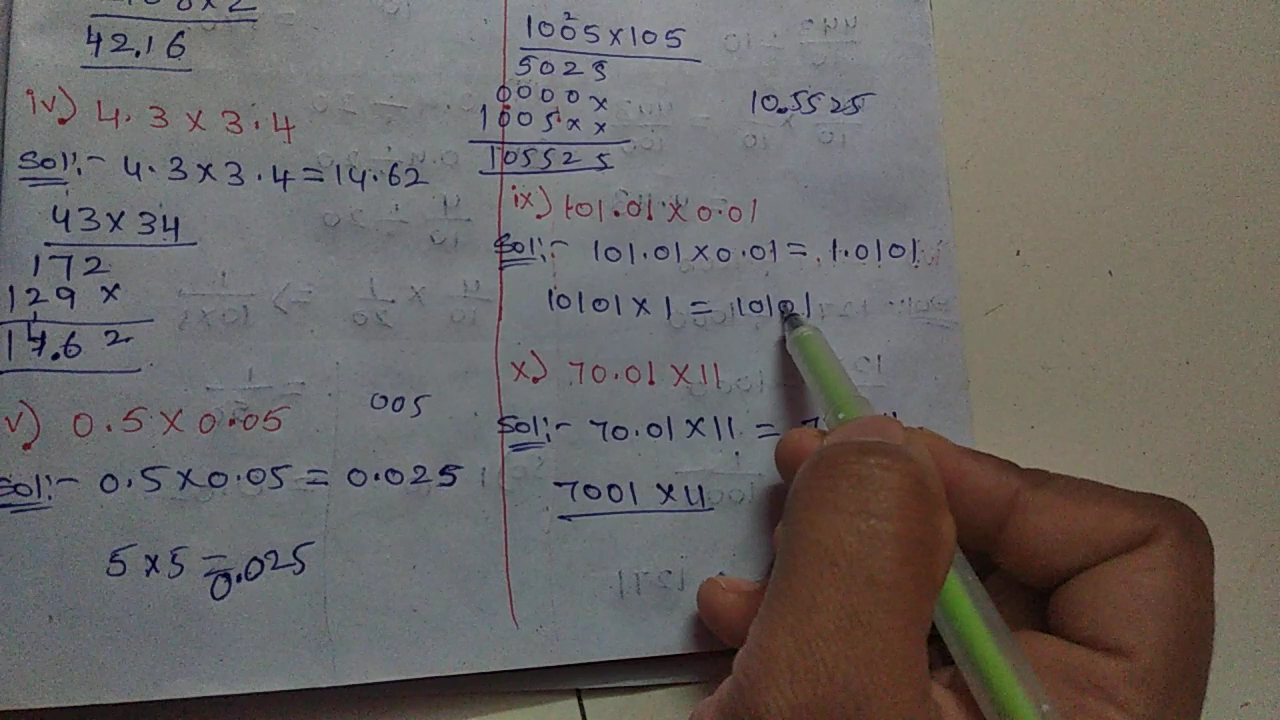 42.16
iv) 4.3 x 3.4
Sol:- 4.3 x 3.4 = 14.62
43 x 34
172
129 x
14.62
v) 0.5 x 0.05
005
Sol:- 0.5 x 0.05 = 0.025
5 x 5 = 0.025
1005 x 105
5025
0000x
1005xx
105525
10.5525
ix) 101.01 x 0.01
Sol:- 101.01 x 0.01 = 1.0101
10101 x 1 = 10101
x) 70.01 x 11
Sol:- 70.01 x 11 =
7001 x 11